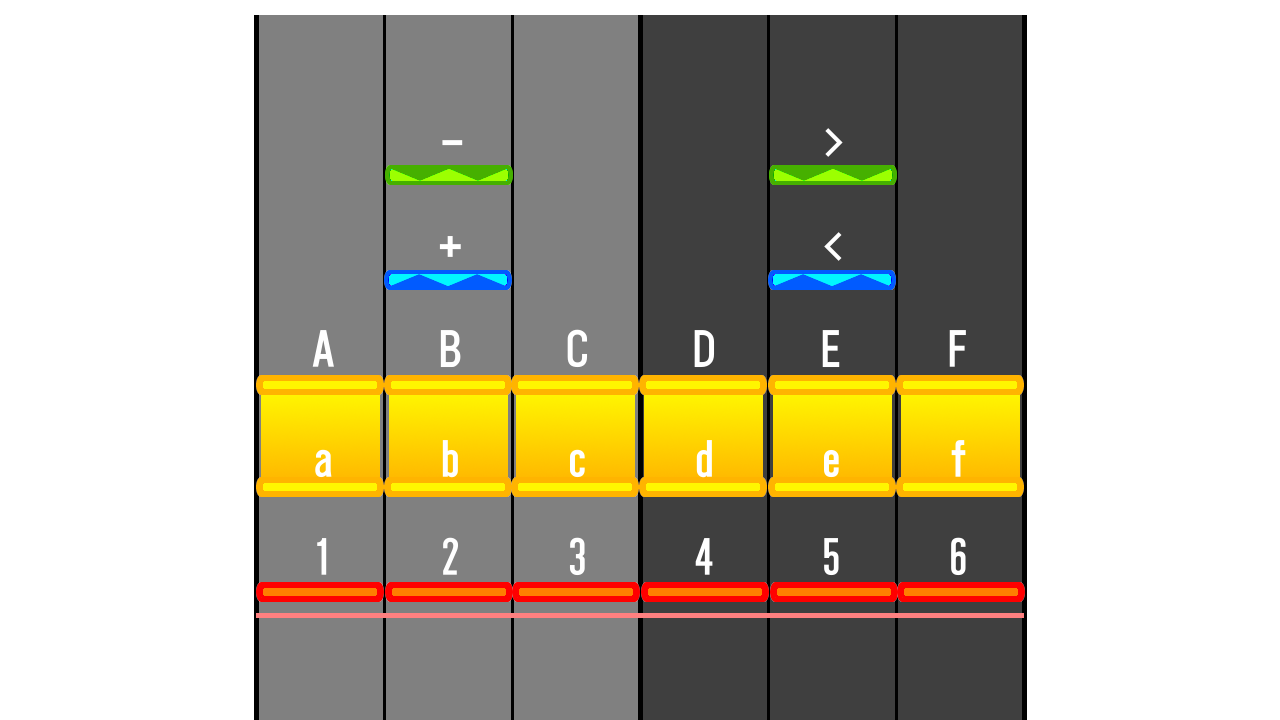 − >
+ <
A B C D E F
a b c d e f
1 2 3 4 5 6